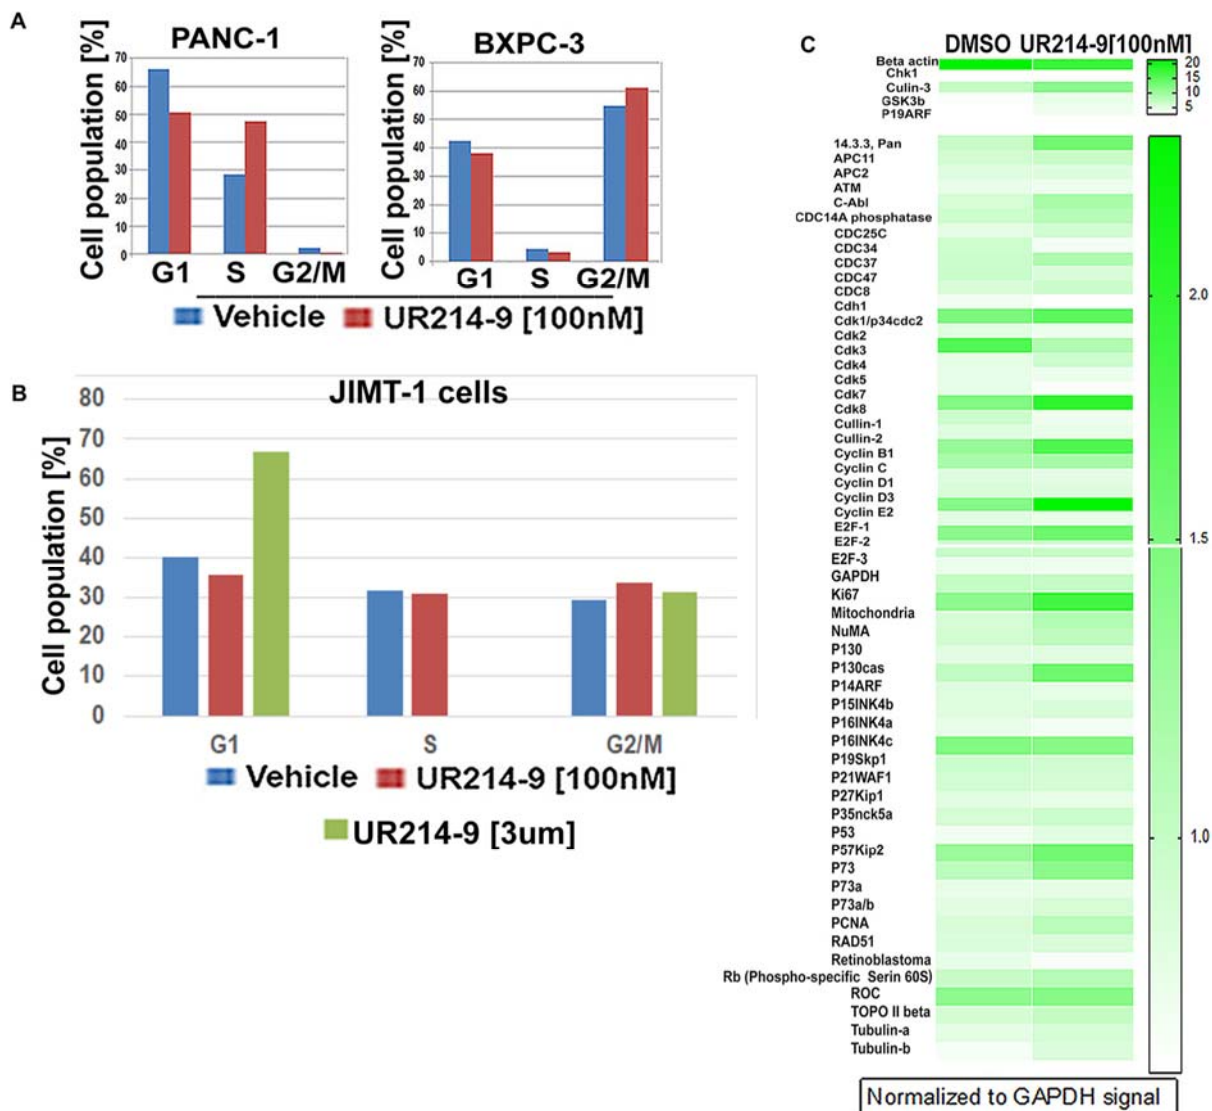 A
PANC-1
Cell population [%]
70
60
50
40
30
20
10
0
G1 S G2/M
BXPC-3
Cell population [%]
70
60
50
40
30
20
10
0
G1 S G2/M
Vehicle UR214-9 [100nM]
B
JIMT-1 cells
Cell population [%]
80
70
60
50
40
30
20
10
0
G1 S G2/M
Vehicle UR214-9 [100nM]
UR214-9 [3um]
C
DMSO UR214-9[100nM]
Beta actin
Chk1
Culin-3
GSK3b
P19ARF
20
15
10
5
14.3.3, Pan
APC11
APC2
ATM
C-Abl
CDC14A phosphatase
CDC25C
CDC34
CDC37
CDC47
CDC8
Cdh1
Cdk1/p34cdc2
Cdk2
Cdk3
Cdk4
Cdk5
Cdk7
Cdk8
Cullin-1
Cullin-2
Cyclin B1
Cyclin C
Cyclin D1
Cyclin D3
Cyclin E2
E2F-1
E2F-2
E2F-3
GAPDH
Ki67
Mitochondria
NuMA
P130
P130cas
P14ARF
P15INK4b
P16INK4a
P16INK4c
P19Skp1
P21WAF1
P27Kip1
P35nck5a
P53
P57Kip2
P73
P73a
P73a/b
PCNA
RAD51
Retinoblastoma
Rb (Phospho-specific Serin 60S)
ROC
TOPO II beta
Tubulin-a
Tubulin-b
2.0
1.5
1.0
Normalized to GAPDH signal